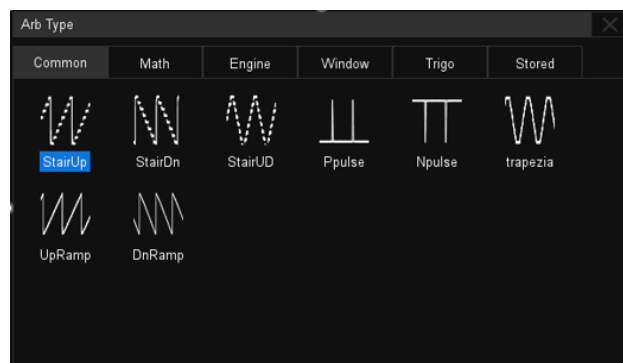 Arb Type
Common Math Engine Window Trigo Stored
StairUp StairDn StairUD Ppulse Npulse trapezia
UpRamp DnRamp